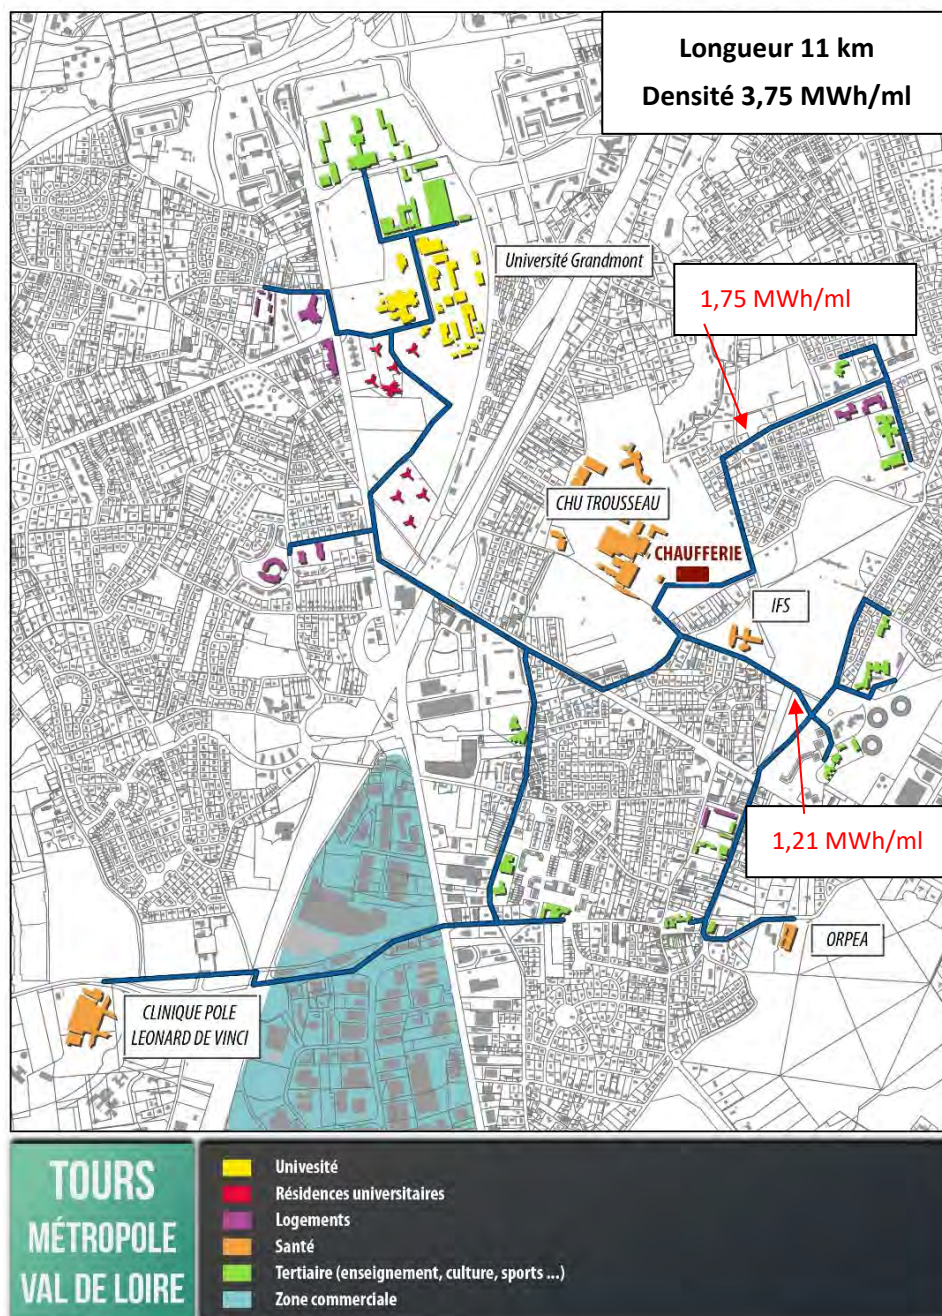 Longueur 11 km
Densité 3,75 MWh/ml
Université Grandmont
1,75 MWh/ml
CHU TROUSSEAU
CHAUFFERIE
IFS
1,21 MWh/ml
ORPEA
CLINIQUE POLE
LEONARD DE VINCI
TOURS
MÉTROPOLE
VAL DE LOIRE
Univesité
Résidences universitaires
Logements
Santé
Tertiaire (enseignement, culture, sports ...)
Zone commerciale